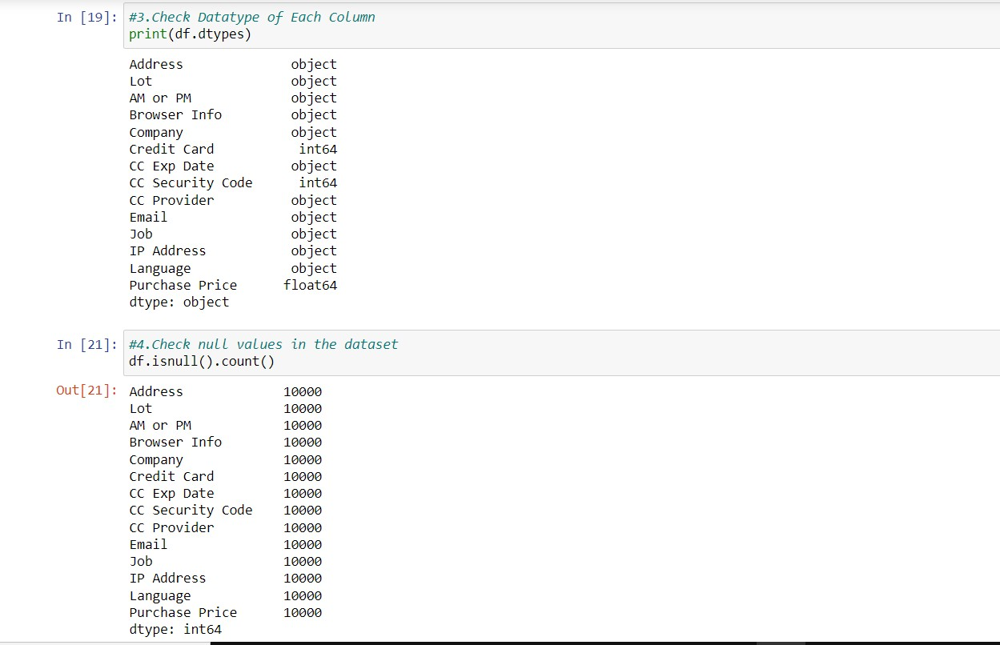 In [19]: #3.Check Datatype of Each Column
print(df.dtypes)
Address object
Lot object
AM or PM object
Browser Info object
Company object
Credit Card int64
CC Exp Date object
CC Security Code int64
CC Provider object
Email object
Job object
IP Address object
Language object
Purchase Price float64
dtype: object
In [21]: #4.Check null values in the dataset
df.isnull().count()
Out[21]: Address 10000
Lot 10000
AM or PM 10000
Browser Info 10000
Company 10000
Credit Card 10000
CC Exp Date 10000
CC Security Code 10000
CC Provider 10000
Email 10000
Job 10000
IP Address 10000
Language 10000
Purchase Price 10000
dtype: int64